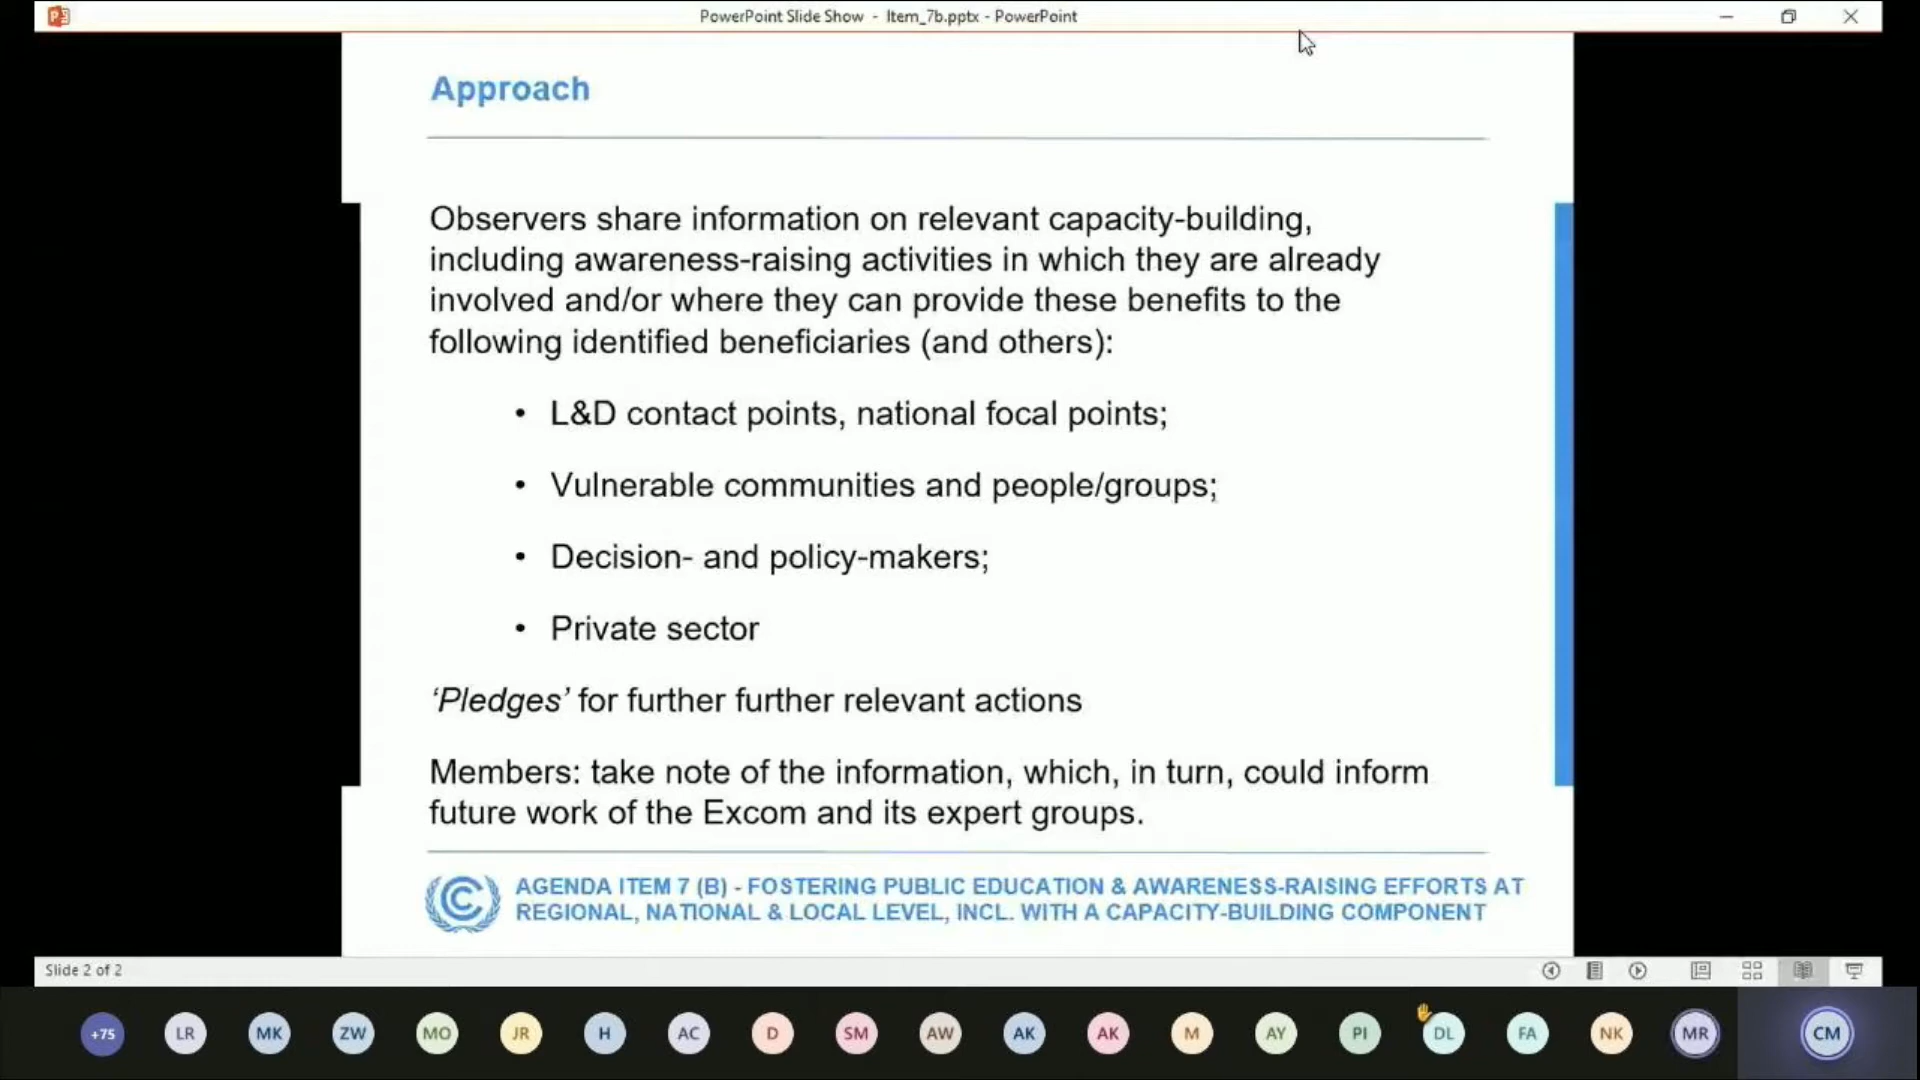 PowerPoint Slide Show - Item_7b.pptx - PowerPoint
Approach
Observers share information on relevant capacity-building,
including awareness-raising activities in which they are already
involved and/or where they can provide these benefits to the
following identified beneficiaries (and others):
• L&D contact points, national focal points;
• Vulnerable communities and people/groups;
• Decision- and policy-makers;
• Private sector
‘Pledges’ for further further relevant actions
Members: take note of the information, which, in turn, could inform
future work of the Excom and its expert groups.
AGENDA ITEM 7 (B) - FOSTERING PUBLIC EDUCATION & AWARENESS-RAISING EFFORTS AT
REGIONAL, NATIONAL & LOCAL LEVEL, INCL. WITH A CAPACITY-BUILDING COMPONENT
Slide 2 of 2
+75 LR MK ZW MO JR H AC D SM AW AK AK M AY PI DL FA NK MR CM